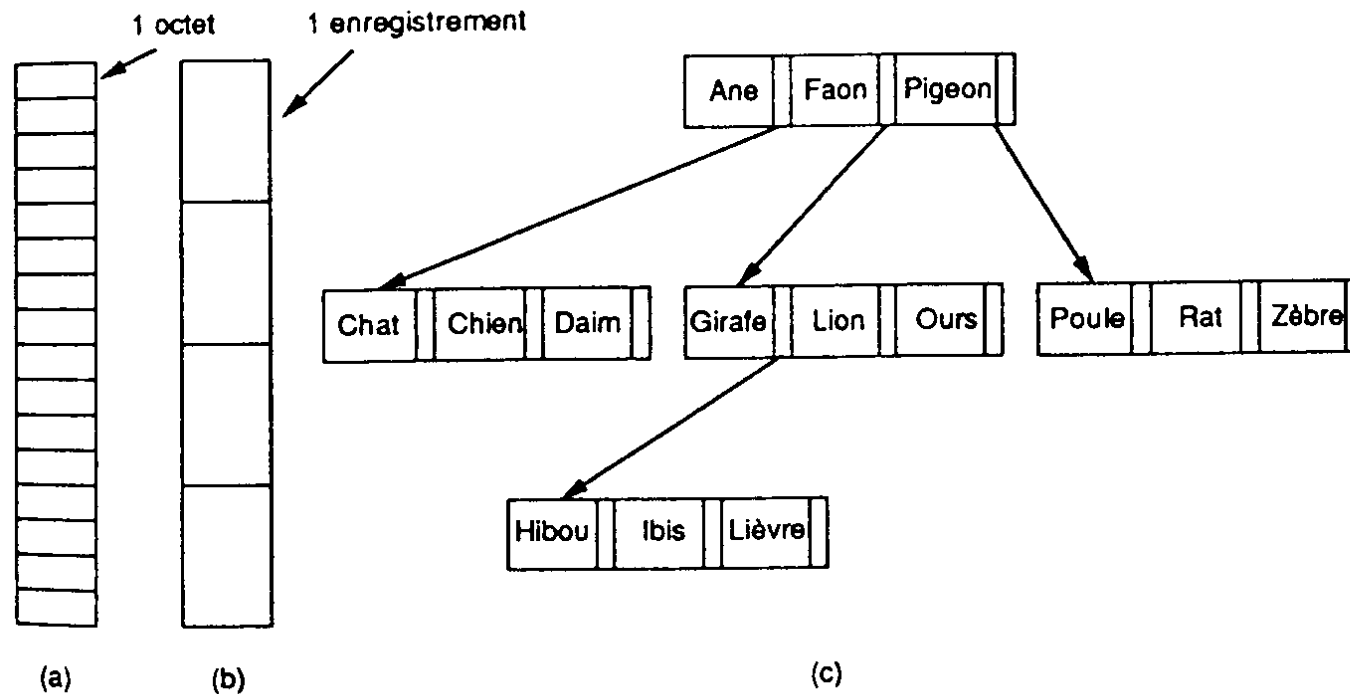 1 octet
1 enregistrement
Ane Faon Pigeon
Chat Chien Daim
Girafe Lion Ours
Poule Rat Zèbre
Hibou Ibis Lièvre
(a) (b) (c)